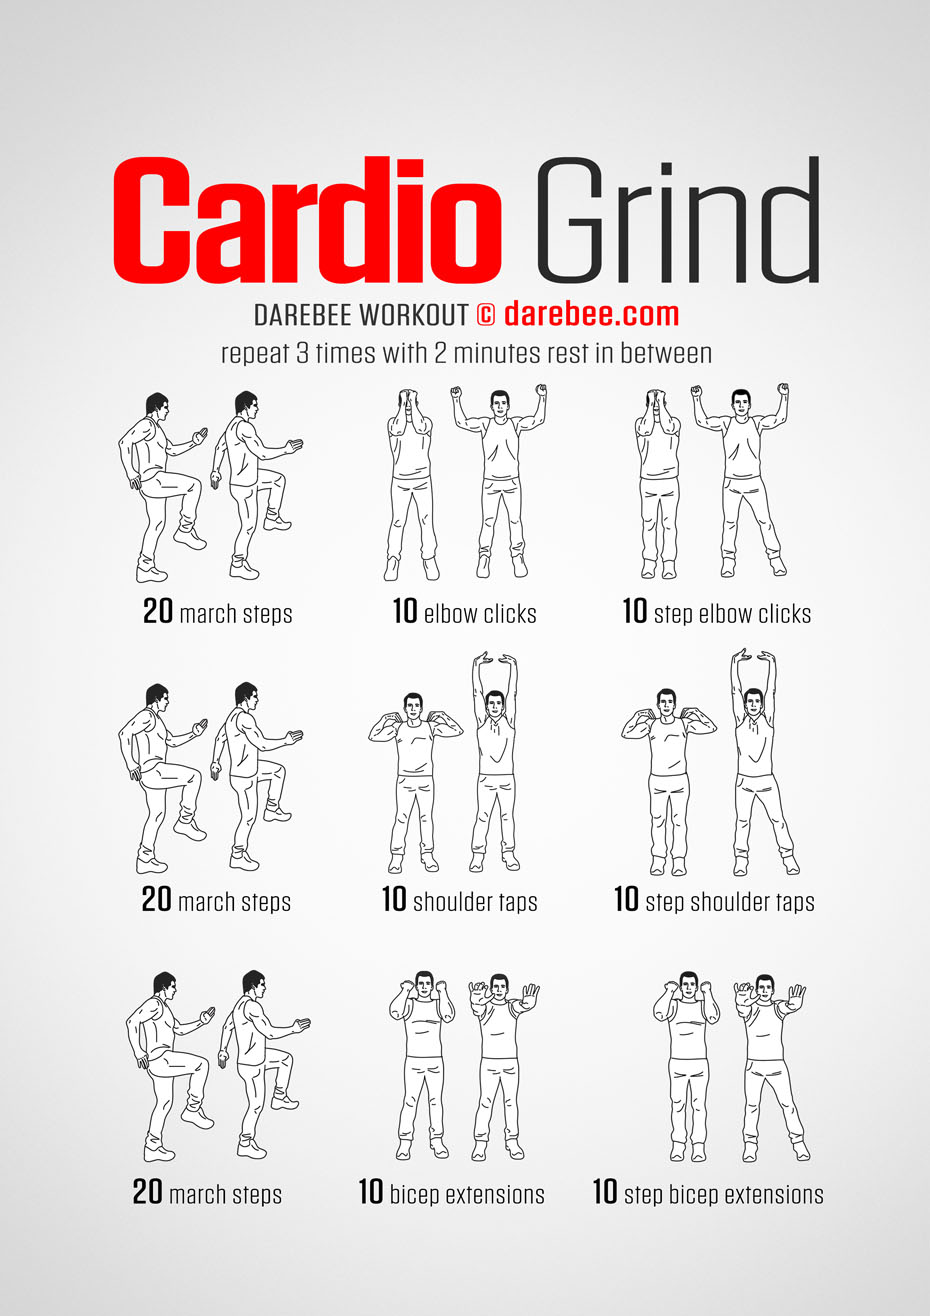 Cardio Grind
DAREBEE WORKOUT © darebee.com
repeat 3 times with 2 minutes rest in between
20 march steps
10 elbow clicks
10 step elbow clicks
20 march steps
10 shoulder taps
10 step shoulder taps
20 march steps
10 bicep extensions
10 step bicep extensions